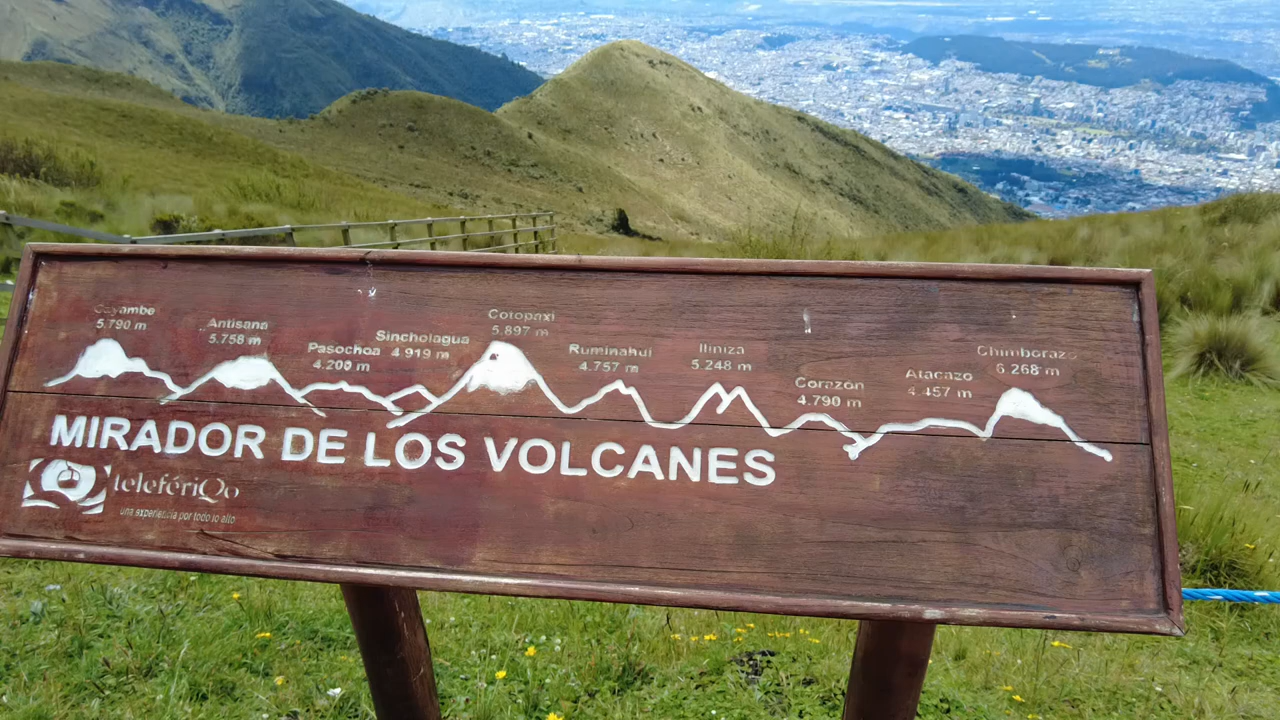 Cayambe
5.790 m
Antisana
5.758 m
Pasochoa
4.200 m
Sincholagua
4.919 m
Cotopaxi
5.897 m
Ruminahui
4.757 m
Iliniza
5.248 m
Corazón
4.790 m
Atacazo
4.457 m
Chimborazo
6.268 m
MIRADOR DE LOS VOLCANES
teleferiQo
una experiencia por todo lo alto